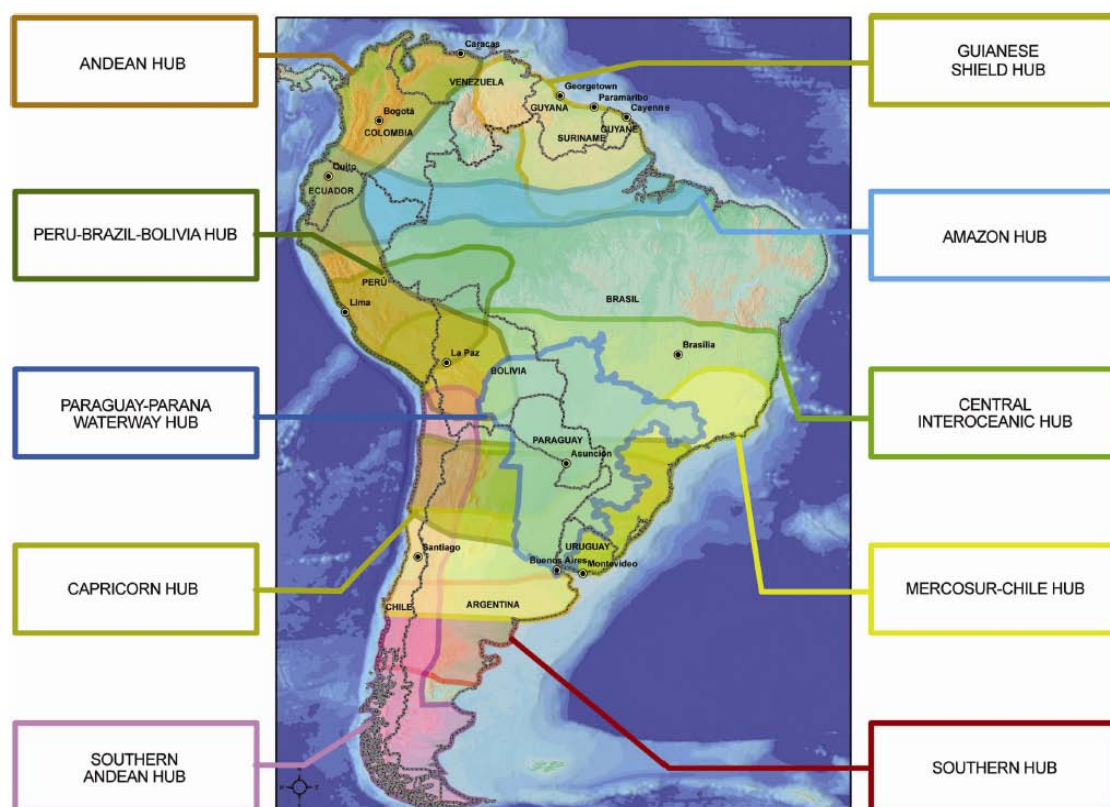 ANDEAN HUB
GUIANESE
SHIELD HUB
PERU-BRAZIL-BOLIVIA HUB
AMAZON HUB
PARAGUAY-PARANA
WATERWAY HUB
CENTRAL
INTEROCEANIC HUB
CAPRICORN HUB
MERCOSUR-CHILE HUB
SOUTHERN
ANDEAN HUB
SOUTHERN HUB
Caracas
VENEZUELA
Georgetown
GUYANA
Paramaribo
Cayenne
GUYANE
SURINAME
Bogotá
COLOMBIA
Quito
ECUADOR
PERÚ
Lima
BRASIL
Brasilia
La Paz
BOLIVIA
PARAGUAY
Asunción
URUGUAY
Santiago
Buenos Aires
Montevideo
CHILE
ARGENTINA